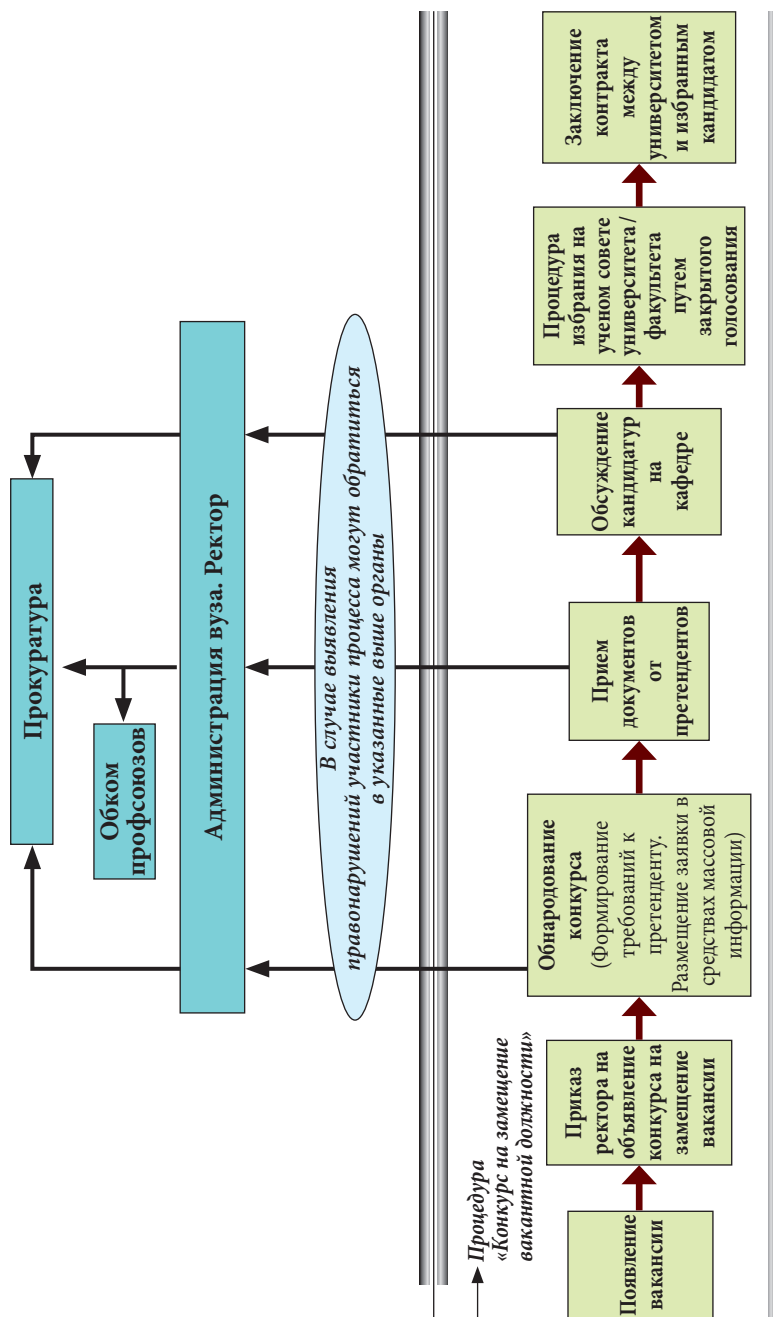 Прокуратура
Обком
профсоюзов
Администрация вуза. Ректор
В случае выявления
правонарушений участники процесса могут обратиться
в указанные выше органы
Процедура
«Конкурс на замещение
вакантной должности»
Появление
вакансии
Приказ
ректора на
объявление
конкурса на
замещение
вакансии
Обнародование
конкурса
(Формирование
требований к
претенденту.
Размещение заявки в
средствах массовой
информации)
Прием
документов
от
претендентов
Обсуждение
кандидатур
на
кафедре
Процедура
избрания на
ученом совете
университета/
факультета
путем
закрытого
голосования
Заключение
контракта
между
университетом
и избранным
кандидатом